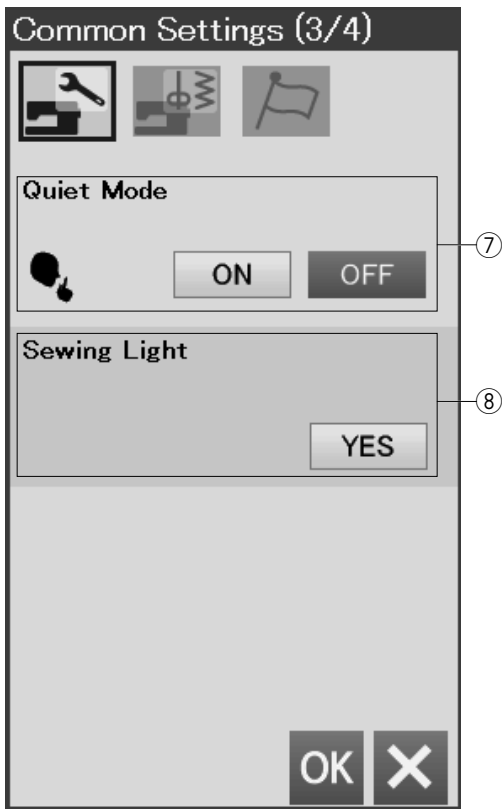 Common Settings (3/4)
Quiet Mode
ON OFF
⑦
Sewing Light
⑧
YES
OK